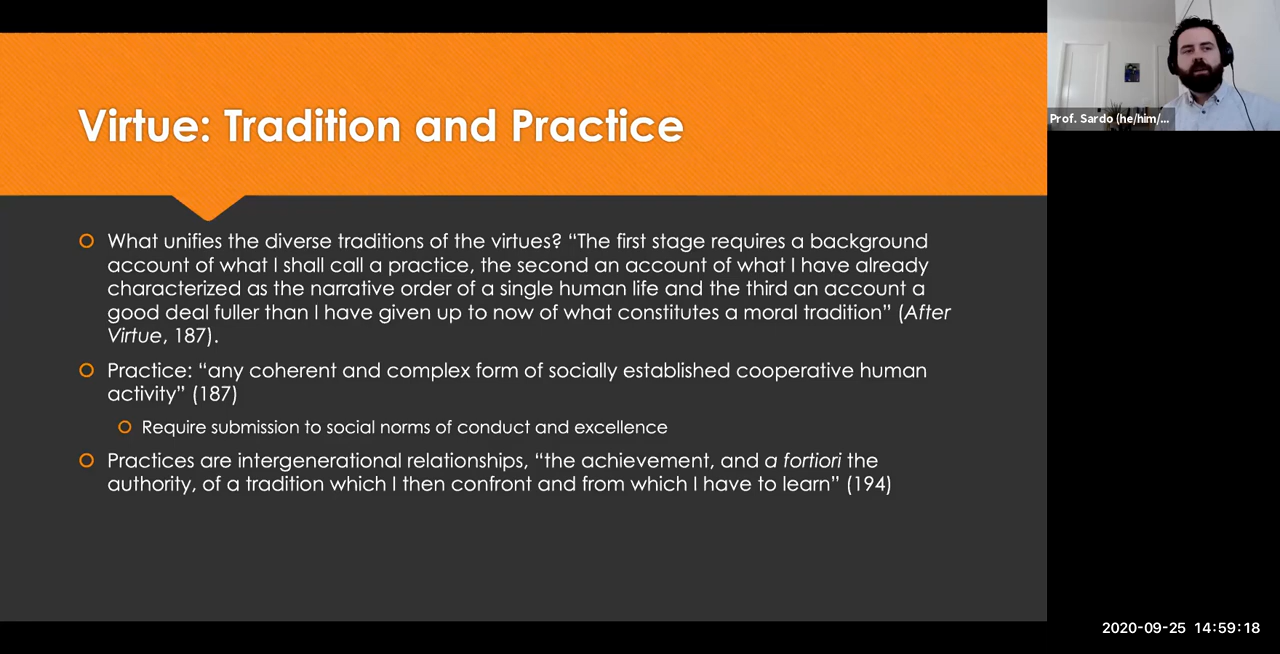 Virtue: Tradition and Practice
What unifies the diverse traditions of the virtues? “The first stage requires a background
account of what I shall call a practice, the second an account of what I have already
characterized as the narrative order of a single human life and the third an account a
good deal fuller than I have given up to now of what constitutes a moral tradition” (After
Virtue, 187).
Practice: “any coherent and complex form of socially established cooperative human
activity” (187)
Require submission to social norms of conduct and excellence
Practices are intergenerational relationships, “the achievement, and a fortiori the
authority, of a tradition which I then confront and from which I have to learn” (194)
Prof. Sardo (he/him/...
2020-09-25 14:59:18